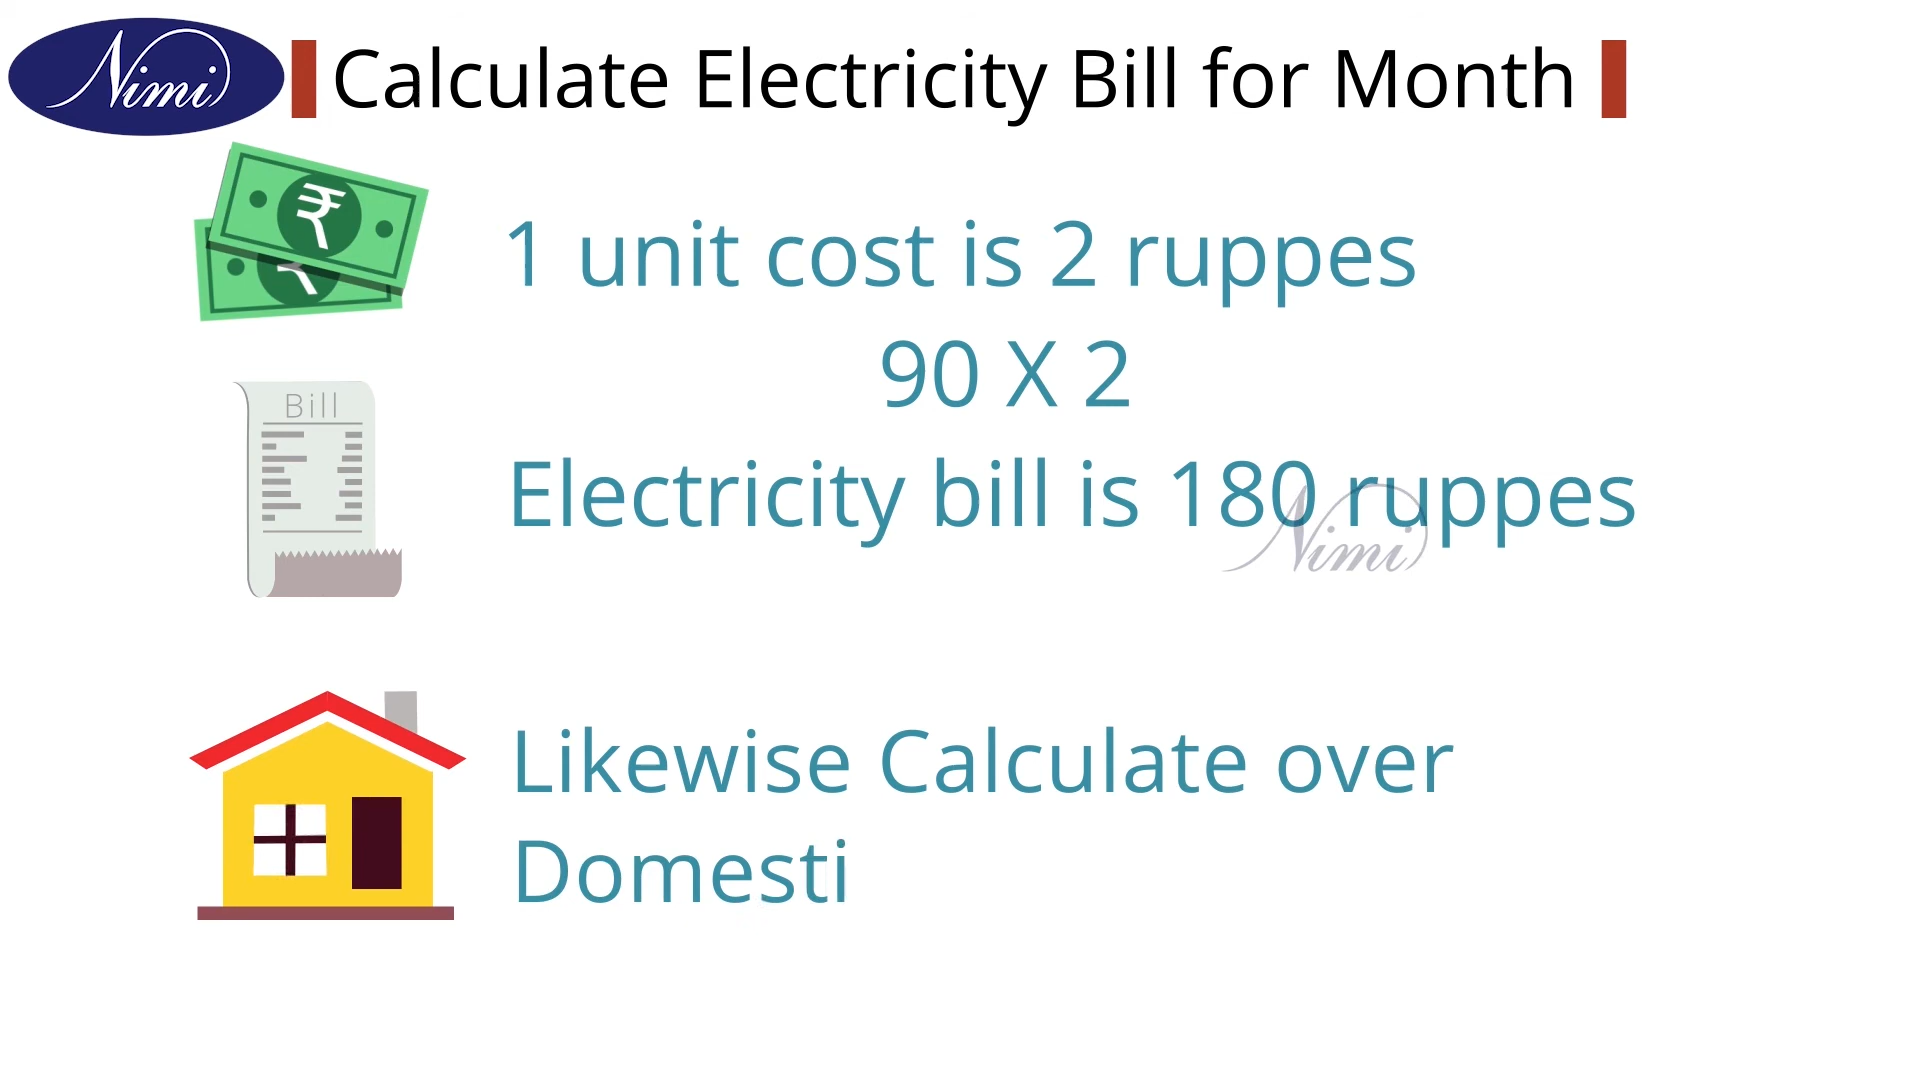 Nimi
Calculate Electricity Bill for Month
1 unit cost is 2 ruppes
90 X 2
Bill
Electricity bill is 180 ruppes
Nimi
Likewise Calculate over
Domesti